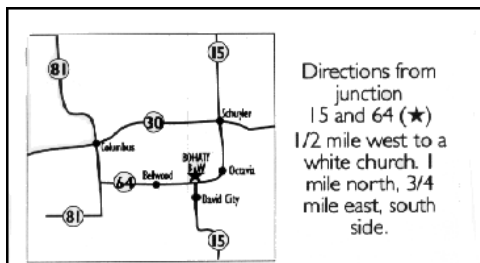 81
15
30
Schuyler
Columbus
BOHATY
64
Bellwood
Octavia
David City
81
15
Directions from
junction
15 and 64 (★)
1/2 mile west to a
white church. 1
mile north, 3/4
mile east, south
side.